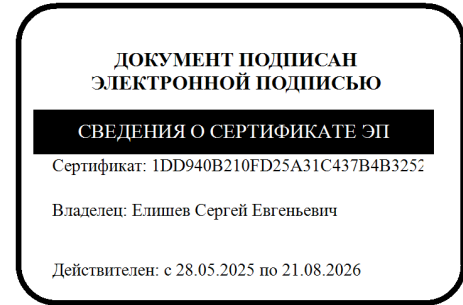 ДОКУМЕНТ ПОДПИСАН
ЭЛЕКТРОННОЙ ПОДПИСЬЮ
СВЕДЕНИЯ О СЕРТИФИКАТЕ ЭП
Сертификат: 1DD940B210FD25A31C437B4B3252
Владелец: Елишев Сергей Евгеньевич
Действителен: с 28.05.2025 по 21.08.2026